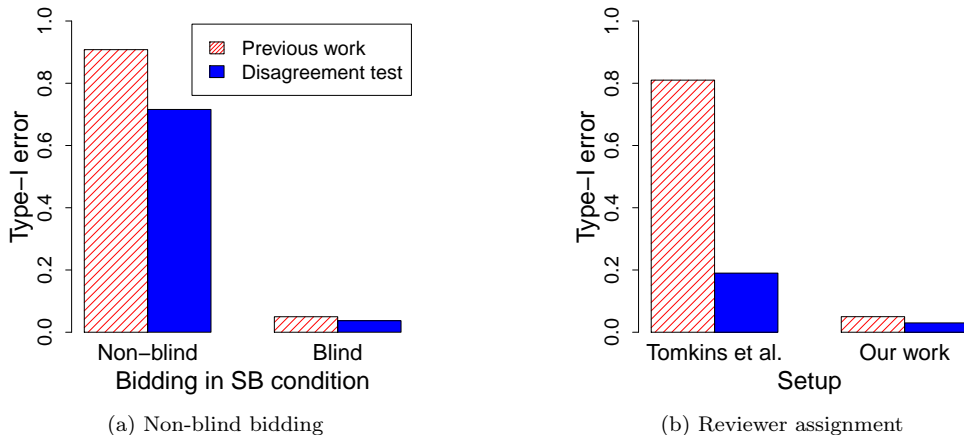 Type−I error
0.0 0.2 0.4 0.6 0.8 1.0
Previous work
Disagreement test
Non−blind Blind
Bidding in SB condition
(a) Non-blind bidding
Type−I error
0.0 0.2 0.4 0.6 0.8 1.0
Tomkins et al. Our work
Setup
(b) Reviewer assignment